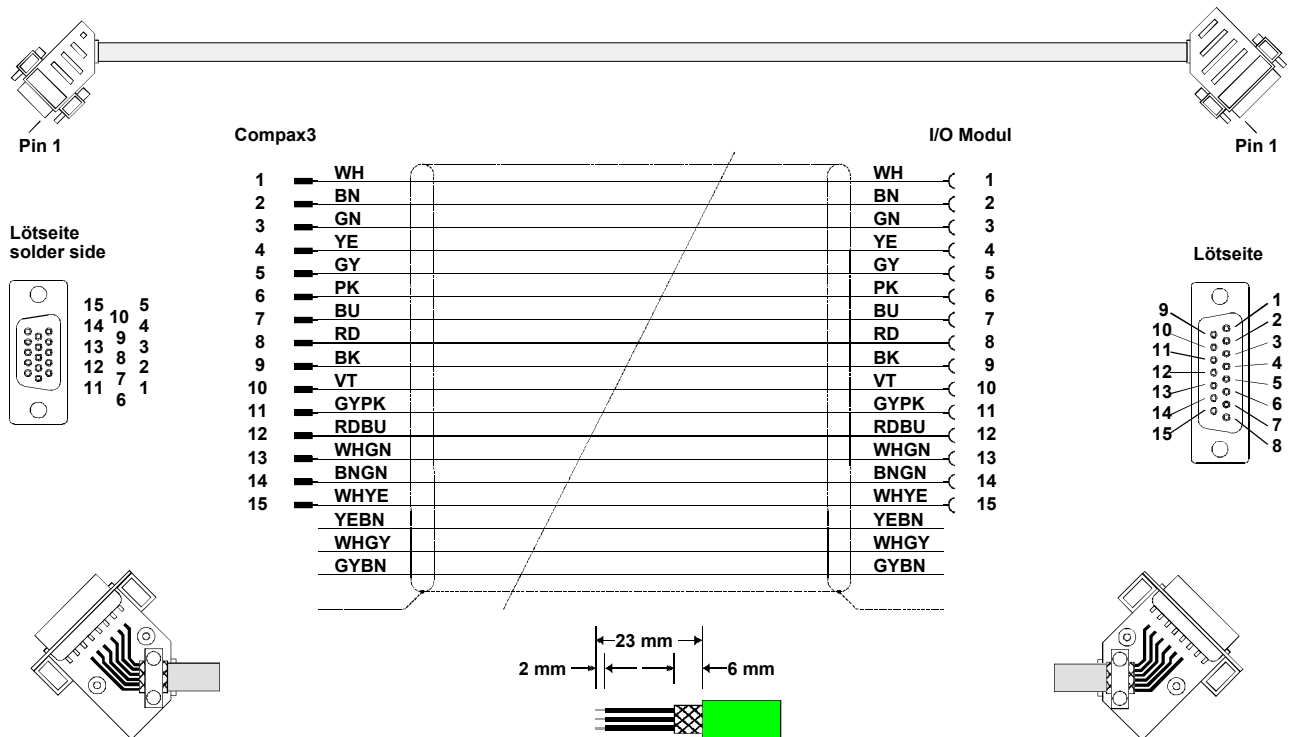 Pin 1
Pin 1
Compax3
I/O Modul
1 WH WH 1
2 BN BN 2
3 GN GN 3
4 YE YE 4
5 GY GY 5
6 PK PK 6
7 BU BU 7
8 RD RD 8
9 BK BK 9
10 VT VT 10
11 GYPK GYPK 11
12 RDBU RDBU 12
13 WHGN WHGN 13
14 BNGN BNGN 14
15 WHYE WHYE 15
YEBN YEBN
WHGY WHGY
GYBN GYBN
Lötseite
solder side
15 5
10
14 4
9
13 3
8
12 2
7
11 1
6
Lötseite
1
9
2
10
3
11
4
12
5
13
6
14
7
15
8
23 mm
2 mm 6 mm